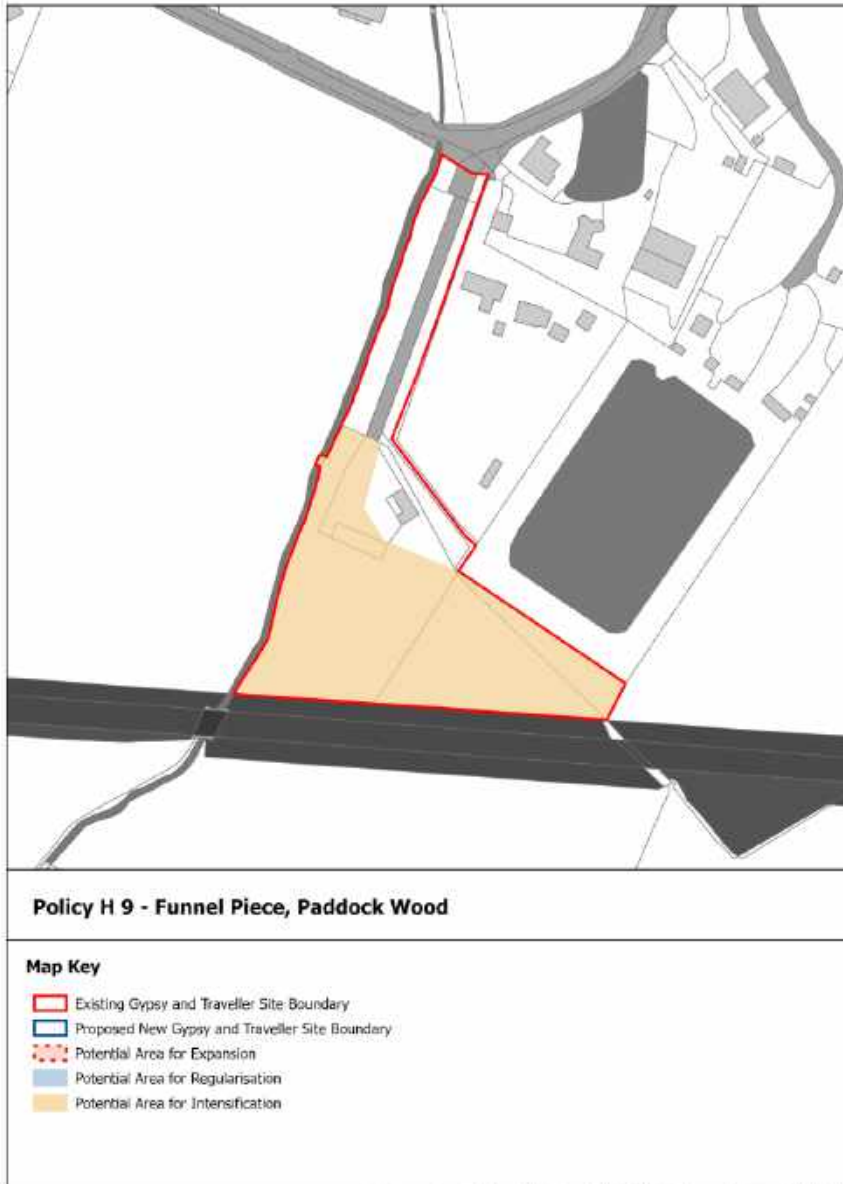 Policy H 9 - Funnel Piece, Paddock Wood
Map Key
Existing Gypsy and Traveller Site Boundary
Proposed New Gypsy and Traveller Site Boundary
Potential Area for Expansion
Potential Area for Regularisation
Potential Area for Intensification